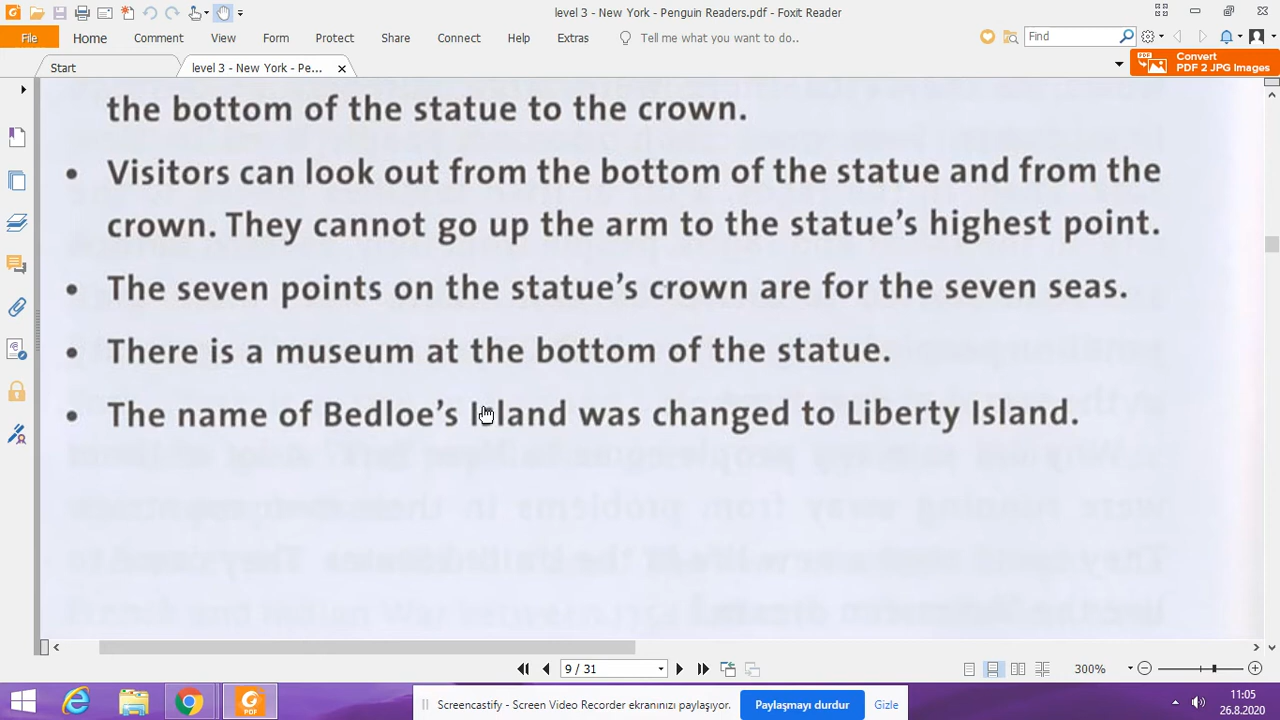 level 3 - New York - Penguin Readers.pdf - Foxit Reader
File Home Comment View Form Protect Share Connect Help Extras Tell me what you want to do.. Find
Start level 3 - New York - Pe...
Convert
PDF 2 JPG Images
the bottom of the statue to the crown.
• Visitors can look out from the bottom of the statue and from the
crown. They cannot go up the arm to the statue's highest point.
• The seven points on the statue's crown are for the seven seas.
• There is a museum at the bottom of the statue.
• The name of Bedloe's Island was changed to Liberty Island.
9 / 31 300%
Screencastify - Screen Video Recorder ekranınızı paylaşıyor. Paylaşmayı durdur Gizle
PDF
11:05
26.8.2020